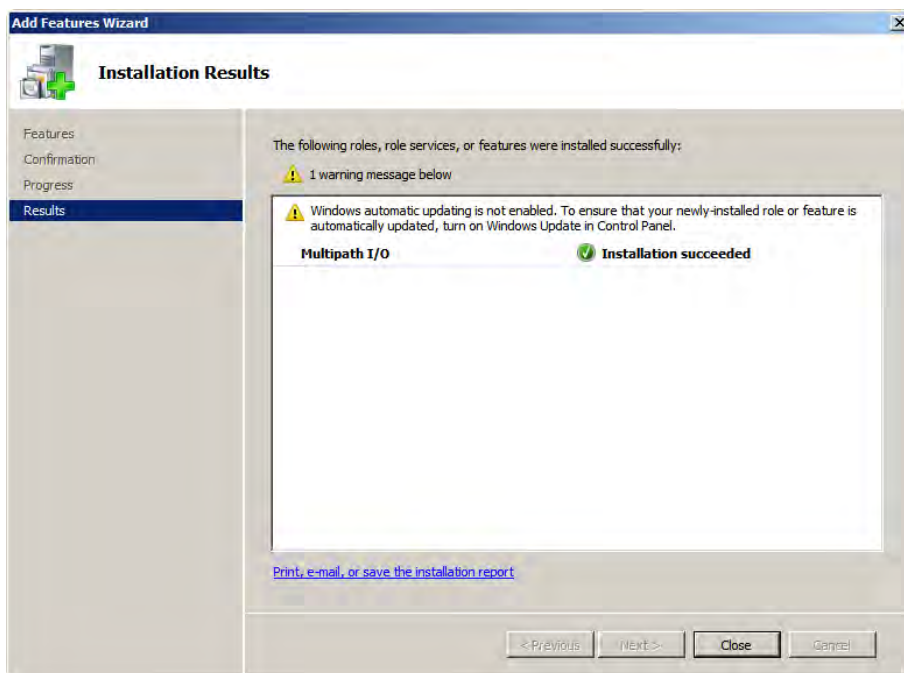 Add Features Wizard
Installation Results
Features
Confirmation
Progress
Results
The following roles, role services, or features were installed successfully:
1 warning message below
Windows automatic updating is not enabled. To ensure that your newly-installed role or feature is
automatically updated, turn on Windows Update in Control Panel.
Multipath I/O
Installation succeeded
Print, e-mail, or save the installation report
< Previous
Next >
Close
Cancel